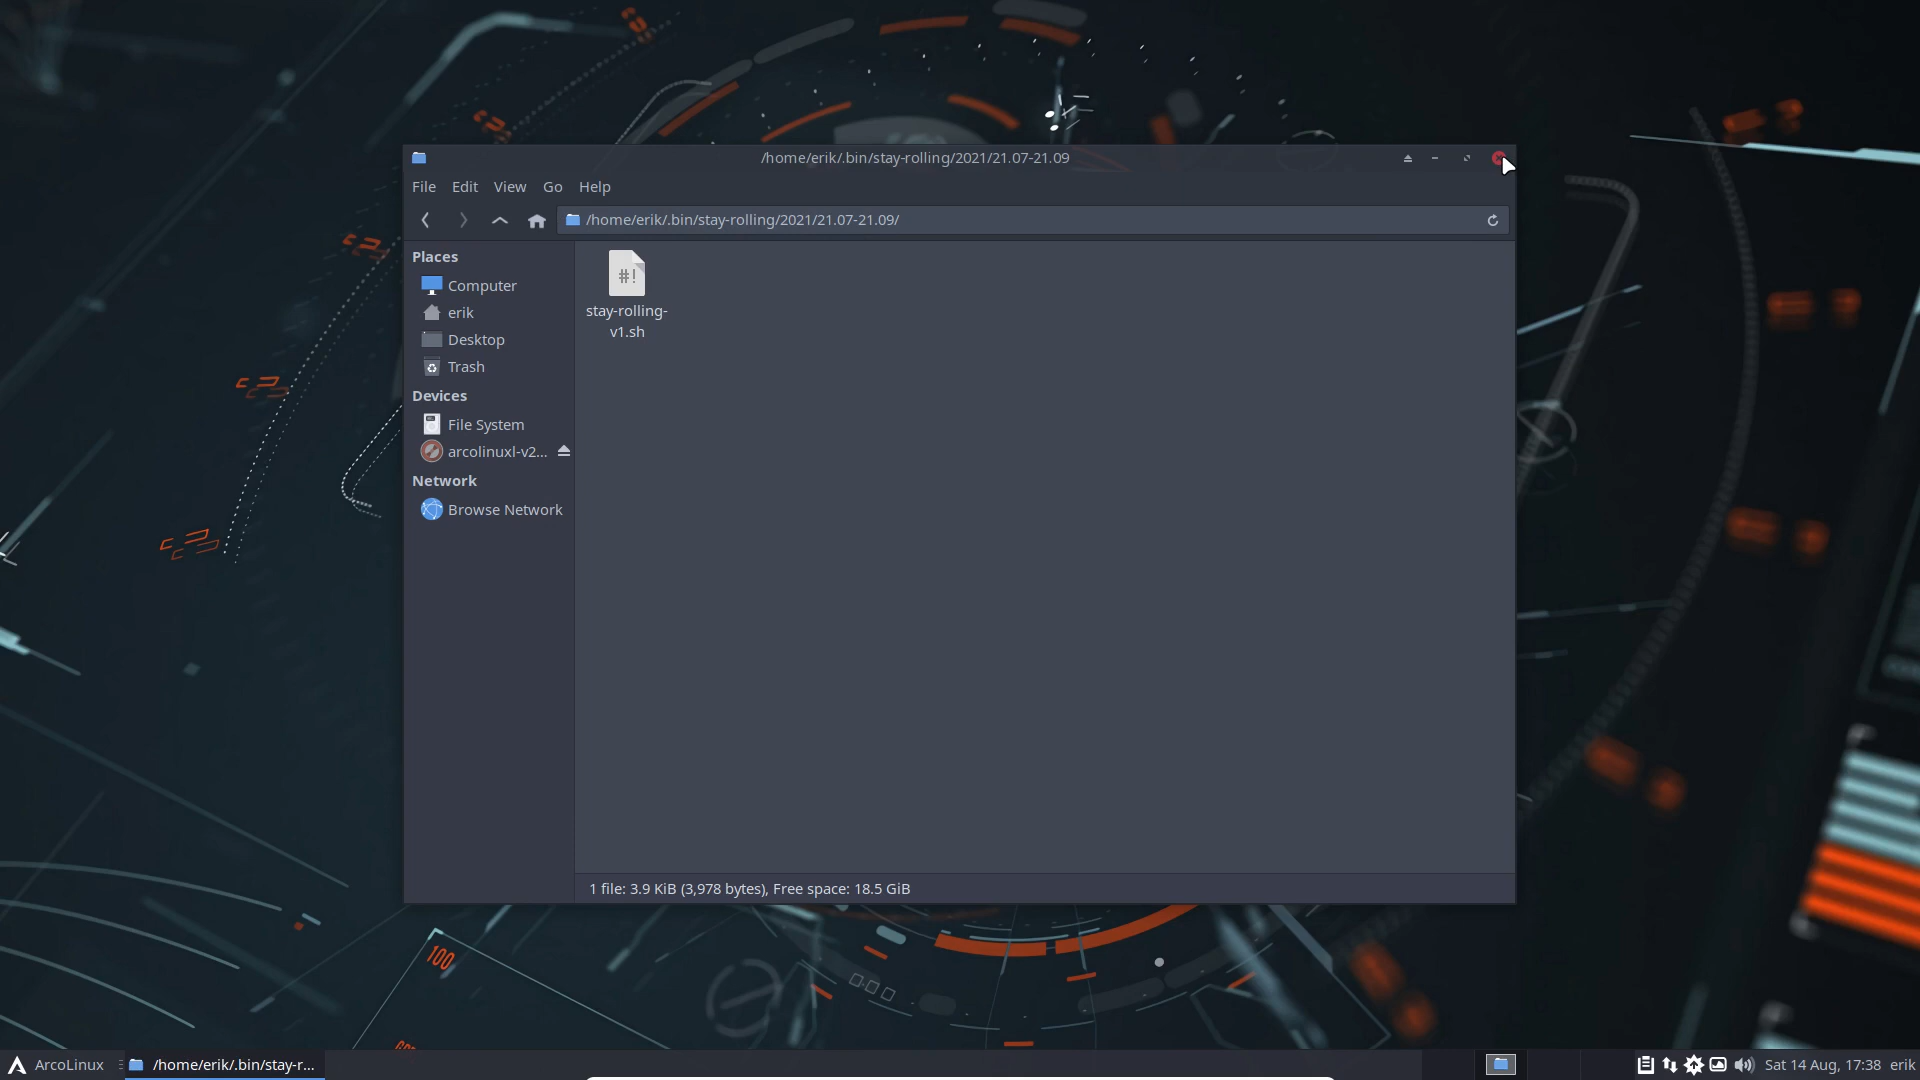 /home/erik/.bin/stay-rolling/2021/21.07-21.09
File Edit View Go Help
/home/erik/.bin/stay-rolling/2021/21.07-21.09/
Places
Computer
erik
Desktop
Trash
Devices
File System
arcolinuxl-v2...
Network
Browse Network
#!
stay-rolling-
v1.sh
1 file: 3.9 KiB (3,978 bytes), Free space: 18.5 GiB
100
ArcoLinux
/home/erik/.bin/stay-r...
Sat 14 Aug, 17:38 erik